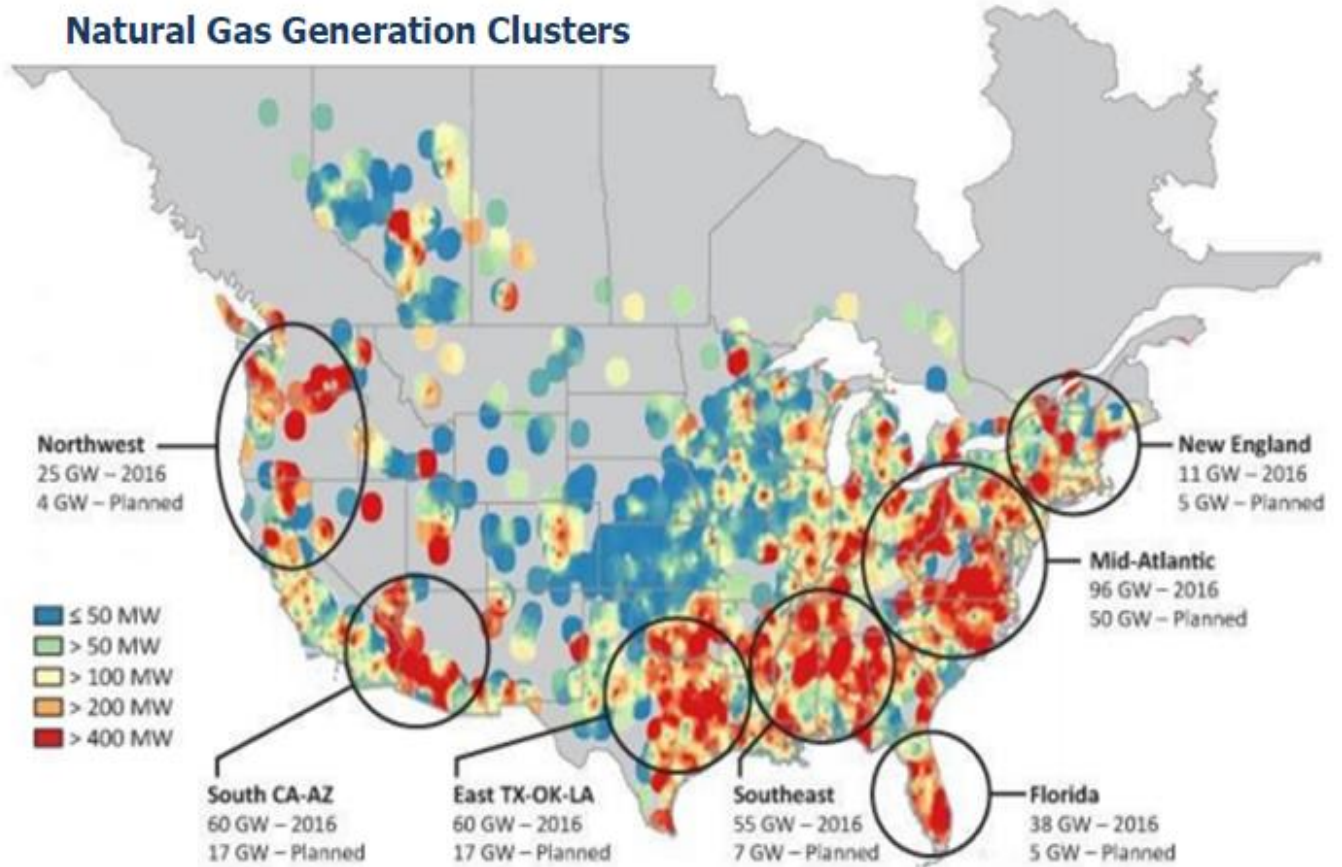 Natural Gas Generation Clusters
Northwest
25 GW – 2016
4 GW – Planned
New England
11 GW – 2016
5 GW – Planned
Mid-Atlantic
96 GW – 2016
50 GW – Planned
≤ 50 MW
> 50 MW
> 100 MW
> 200 MW
> 400 MW
South CA-AZ
60 GW – 2016
17 GW – Planned
East TX-OK-LA
60 GW – 2016
17 GW – Planned
Southeast
55 GW – 2016
7 GW – Planned
Florida
38 GW – 2016
5 GW – Planned